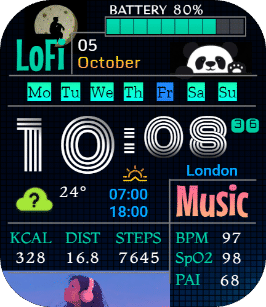 BATTERY 80%
LoFi
05
October
Mo Tu We Th Fr Sa Su
10:08 36
London
?
24°
07:00
18:00
Music
KCAL DIST STEPS
328 16.8 7645
BPM 97
SpO2 98
PAI 68